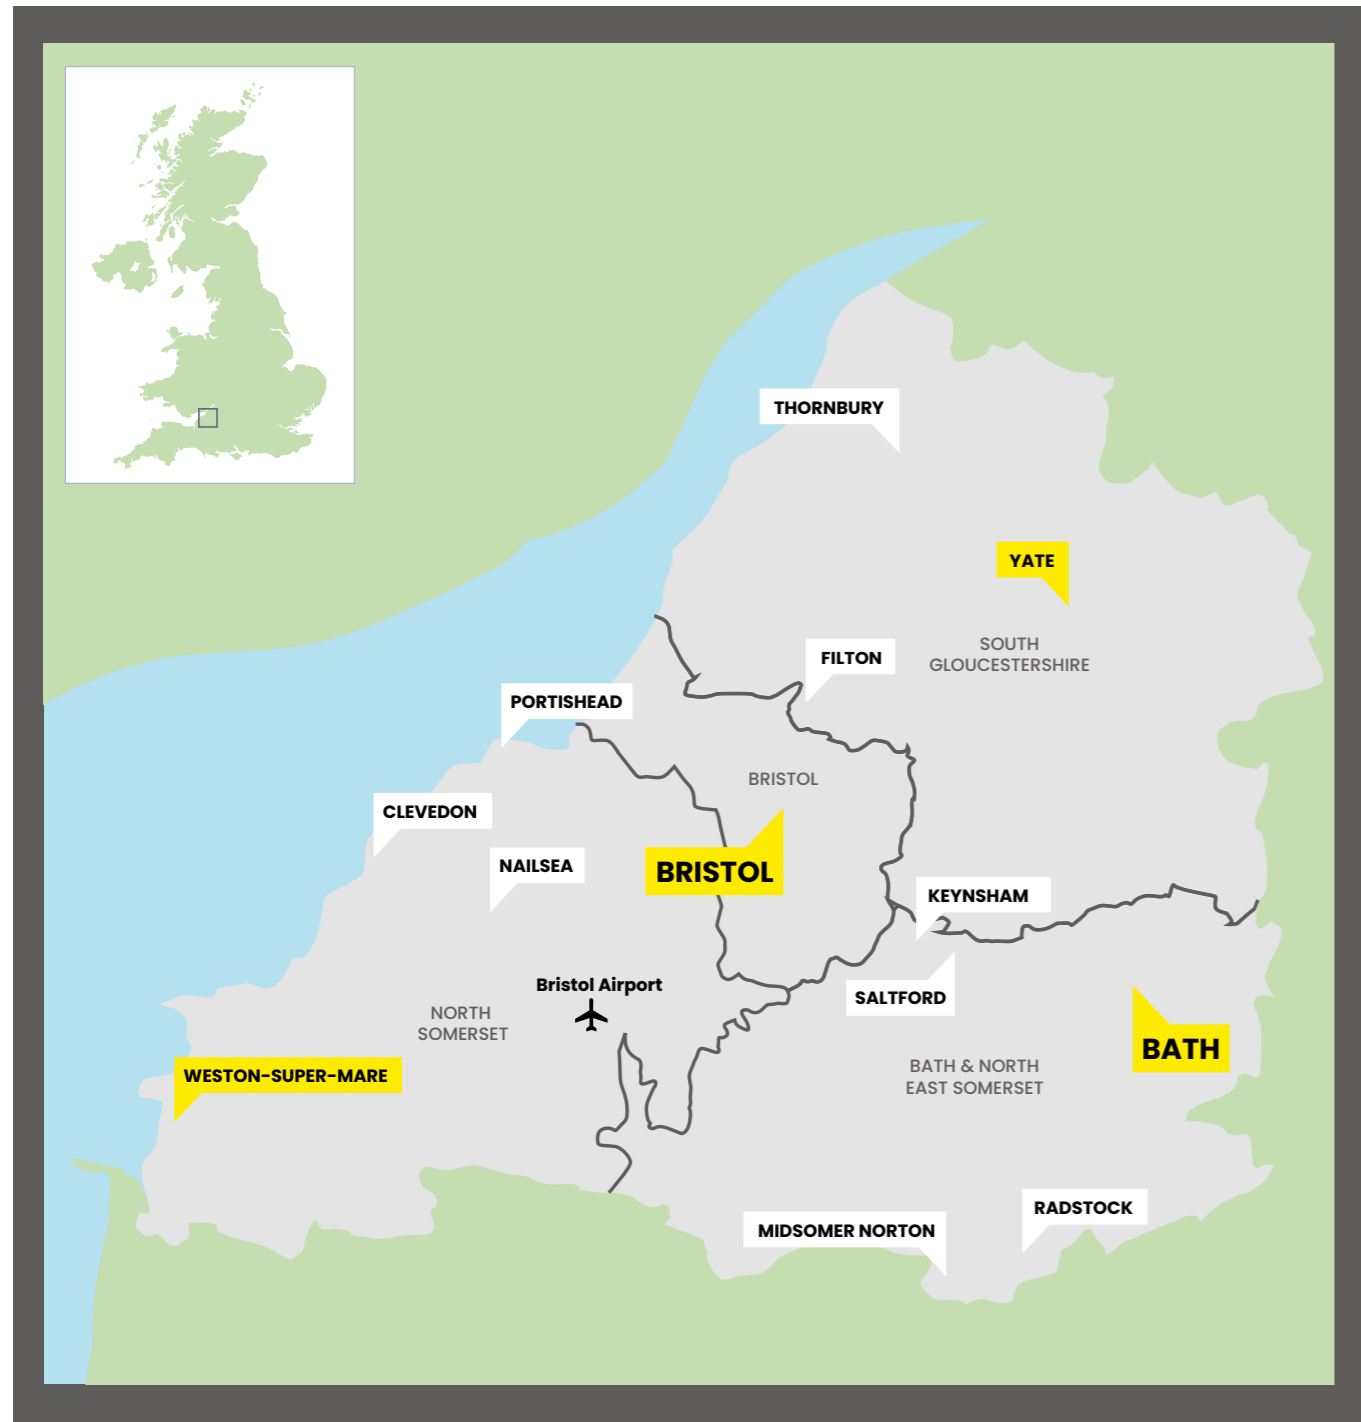 THORNBURY
YATE
SOUTH
GLOUCESTERSHIRE
FILTON
PORTISHEAD
BRISTOL
CLEVEDON
NAILSEA
BRISTOL
KEYNSHAM
Bristol Airport
SALTFORD
NORTH
SOMERSET
BATH
WESTON-SUPER-MARE
BATH & NORTH
EAST SOMERSET
RADSTOCK
MIDSOMER NORTON